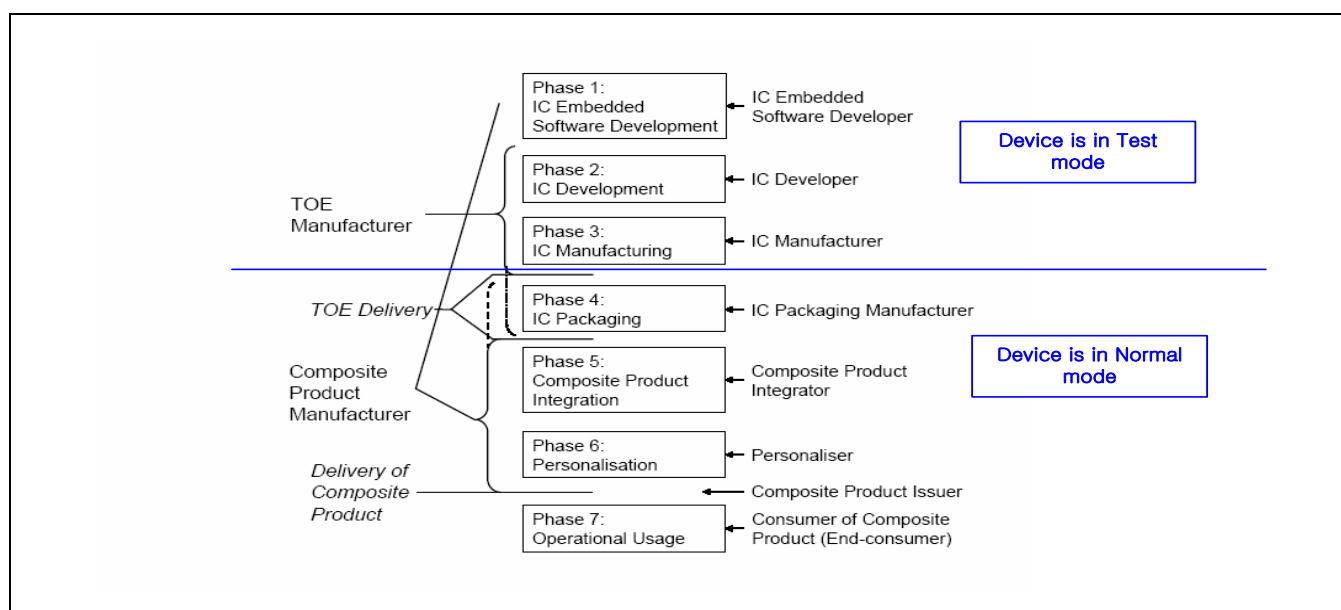 Phase 1:
IC Embedded
Software Development
IC Embedded
Software Developer
Device is in Test
mode
Phase 2:
IC Development
IC Developer
TOE
Manufacturer
Phase 3:
IC Manufacturing
IC Manufacturer
TOE Delivery
Phase 4:
IC Packaging
IC Packaging Manufacturer
Device is in Normal
mode
Composite
Product
Manufacturer
Phase 5:
Composite Product
Integration
Composite Product
Integrator
Phase 6:
Personalisation
Personaliser
Delivery of
Composite
Product
Composite Product Issuer
Phase 7:
Operational Usage
Consumer of Composite
Product (End-consumer)